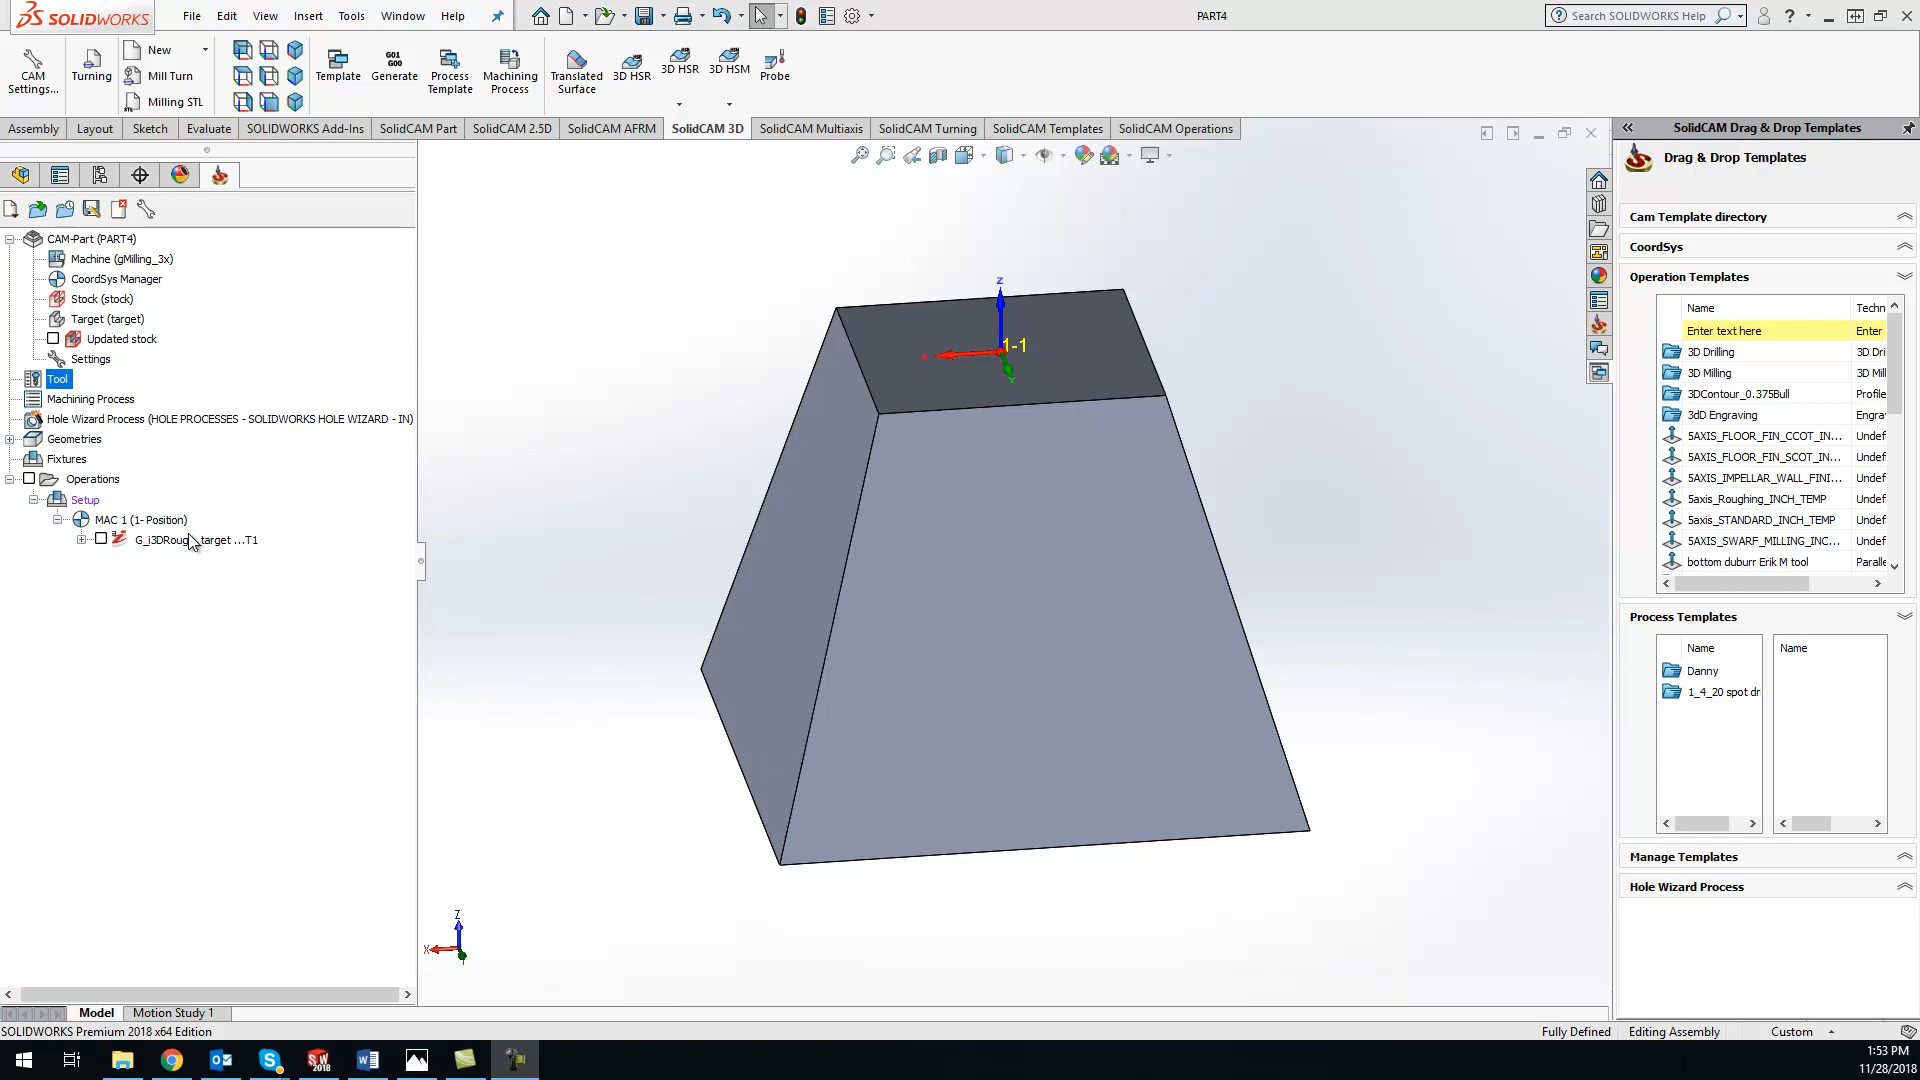 SOLIDWORKS File Edit View Insert Tools Window Help PART4 Search SOLIDWORKS Help ?
CAM Settings...
Turning
New
Mill Turn
Milling STL
STL
Template
G01
G00
Generate
Process Template
Machining Process
Translated Surface
3D HSR
3D HSR
3D HSM
Probe
Assembly Layout Sketch Evaluate SOLIDWORKS Add-Ins SolidCAM Part SolidCAM 2.5D SolidCAM AFRM SolidCAM 3D SolidCAM Multiaxis SolidCAM Turning SolidCAM Templates SolidCAM Operations
CAM-Part (PART4)
Machine (gMilling_3x)
CoordSys Manager
Stock (stock)
Target (target)
Updated stock
Settings
Tool
Machining Process
Hole Wizard Process (HOLE PROCESSES - SOLIDWORKS HOLE WIZARD - IN)
Geometries
Fixtures
Operations
Setup
MAC 1 (1- Position)
target ...T1
Z
1-1
X
Y
Z
X
SolidCAM Drag & Drop Templates
Drag & Drop Templates
Cam Template directory
CoordSys
Operation Templates
Name Techn
Enter text here Enter
3D Drilling 3D Dri
3D Milling 3D Mill
3DContour_0.375Bull Profile
3dD Engraving Engra
5AXIS_FLOOR_FIN_CCOT_IN... Undef
5AXIS_FLOOR_FIN_SCOT_IN... Undef
5AXIS_IMPELLAR_WALL_FINI... Undef
5axis_Roughing_INCH_TEMP Undef
5axis_STANDARD_INCH_TEMP Undef
5AXIS_SWARF_MILLING_INC... Undef
bottom duburr Erik M tool Paralle
Process Templates
Name Name
Danny
1_4_20 spot dr
Manage Templates
Hole Wizard Process
Model Motion Study 1
SOLIDWORKS Premium 2018 x64 Edition Fully Defined Editing Assembly Custom
SW 2018
1:53 PM
11/28/2018